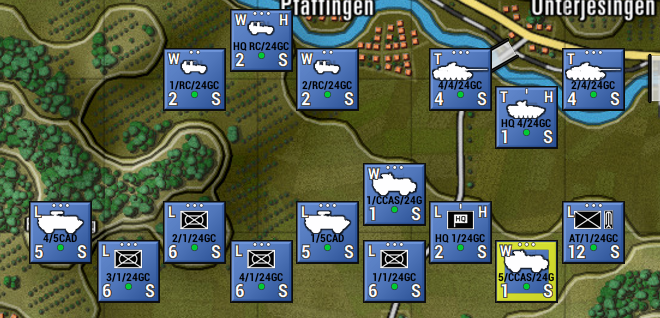 Pfäffingen
Unterjesingen
W H
HQ RC/24GC
2 S
W
1/RC/24GC
2 S
W
2/RC/24GC
2 S
T
4/4/24GC
4 S
T
2/4/24GC
4 S
T H
HQ 4/24GC
1 S
W
1/CCAS/24G
1 S
L
4/5CAD
5 S
L
2/1/24GC
6 S
L
1/5CAD
5 S
L H
HQ
HQ 1/24GC
2 S
L
AT/1/24GC
12 S
L
3/1/24GC
6 S
L
4/1/24GC
6 S
L
1/1/24GC
6 S
W
5/CCAS/24G
1 S